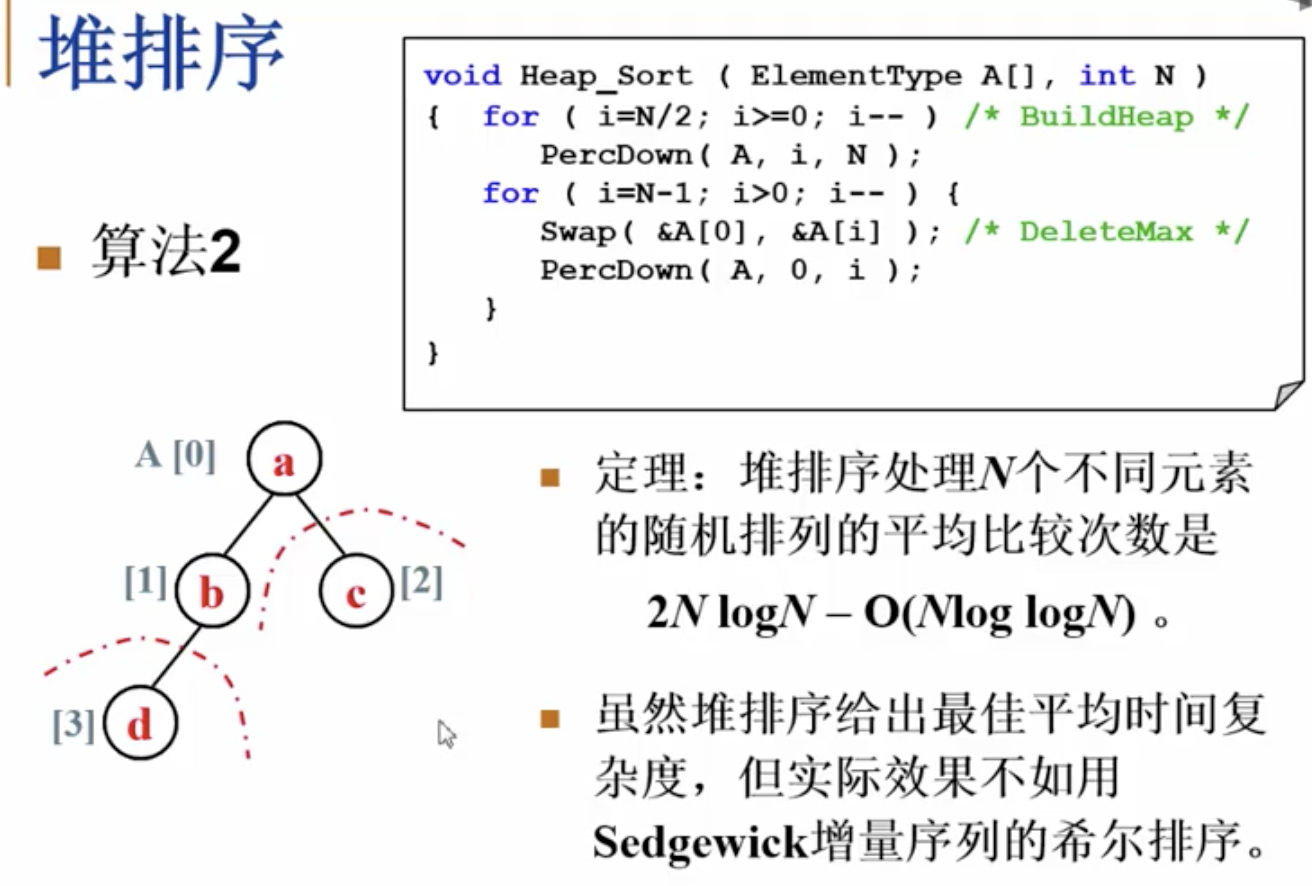 堆排序
void Heap_Sort ( ElementType A[], int N )
{ for ( i=N/2; i>=0; i-- ) /* BuildHeap */
PercDown( A, i, N );
for ( i=N-1; i>0; i-- ) {
Swap( &A[0], &A[i] ); /* DeleteMax */
PercDown( A, 0, i );
}
}
算法2
A [0] a
[1] b c [2]
[3] d
定理：堆排序处理N个不同元素
的随机排列的平均比较次数是
2N logN – O(Nlog logN) 。
虽然堆排序给出最佳平均时间复
杂度，但实际效果不如用
Sedgewick增量序列的希尔排序。